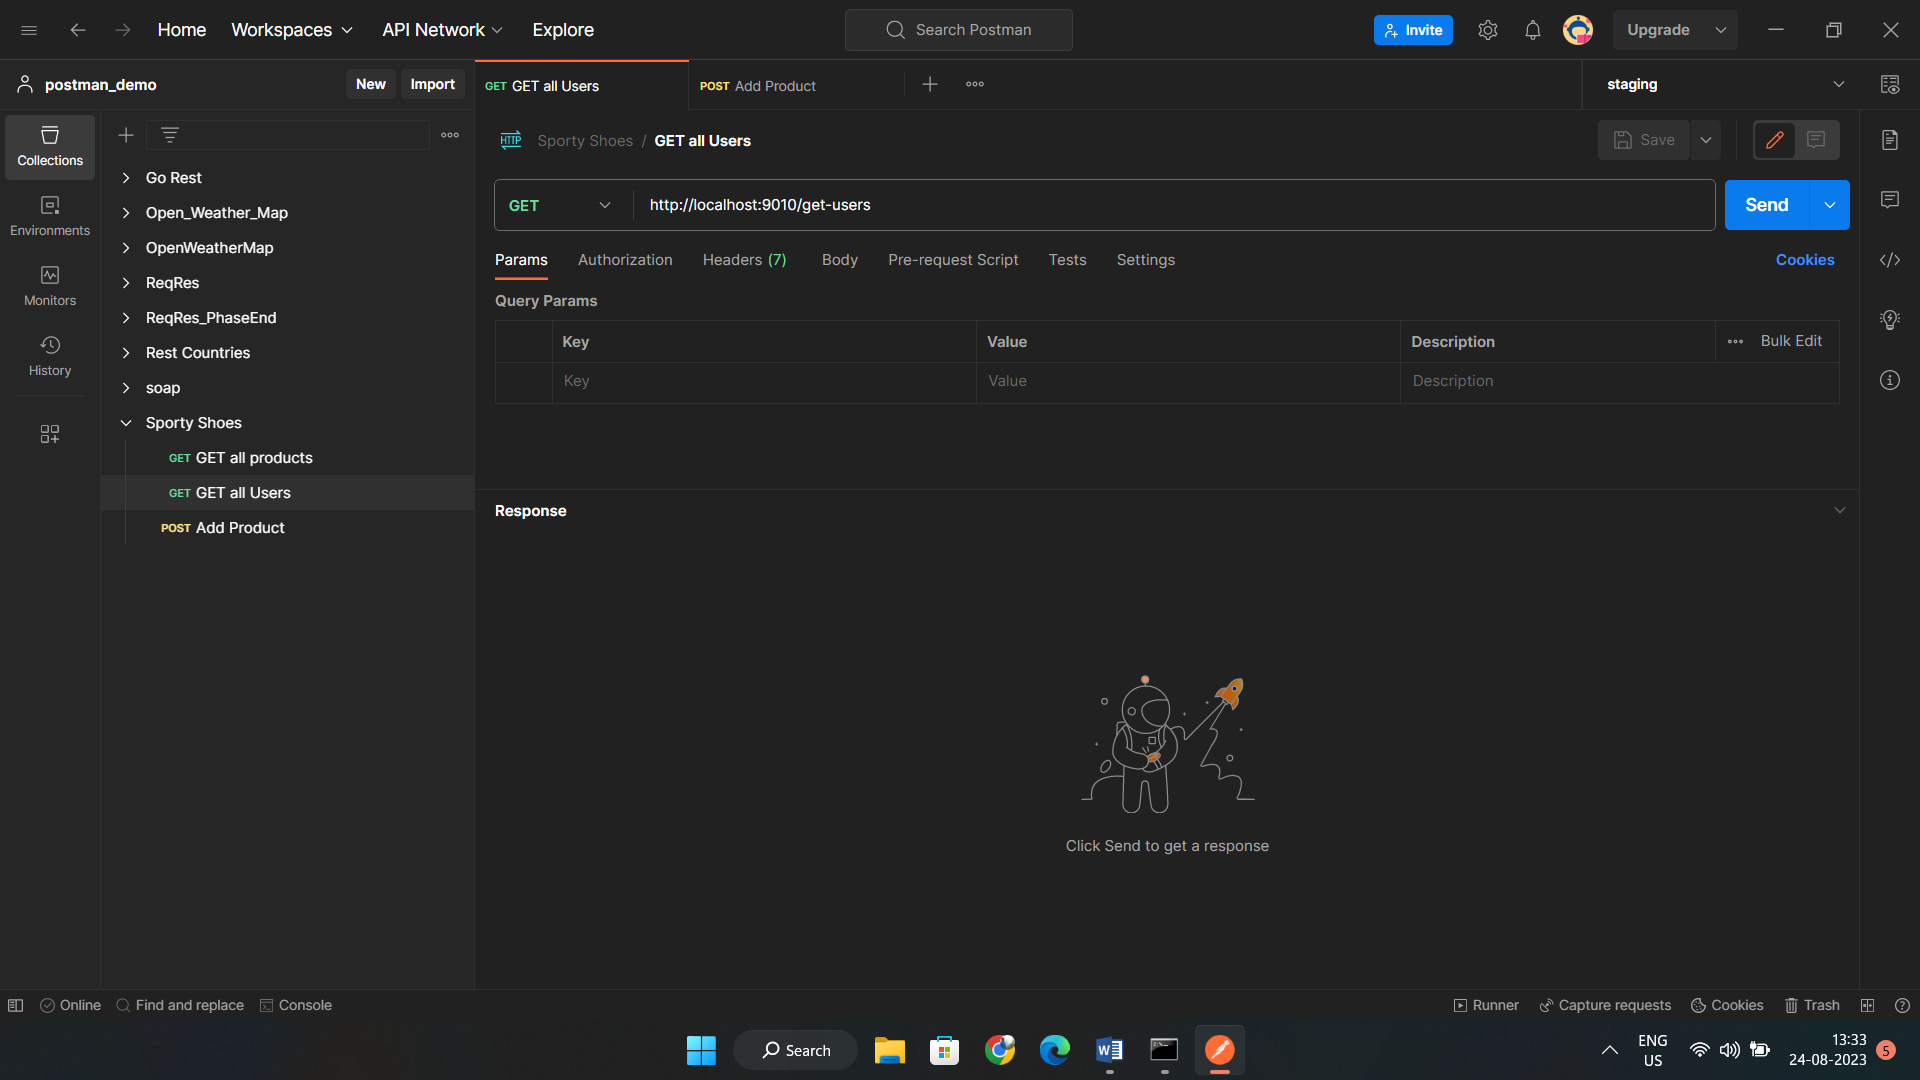 Home Workspaces API Network Explore Search Postman Invite Upgrade
postman_demo New Import GET GET all Users POST Add Product staging
Collections
Environments
Monitors
History
Go Rest
Open_Weather_Map
OpenWeatherMap
ReqRes
ReqRes_PhaseEnd
Rest Countries
soap
Sporty Shoes
GET GET all products
GET GET all Users
POST Add Product
HTTP Sporty Shoes / GET all Users Save
GET http://localhost:9010/get-users Send
Params Authorization Headers (7) Body Pre-request Script Tests Settings Cookies
Query Params
Key Value Description Bulk Edit
Key Value Description
Response
Click Send to get a response
Online Find and replace Console Runner Capture requests Cookies Trash
Search
ENG
US
13:33
24-08-2023
5